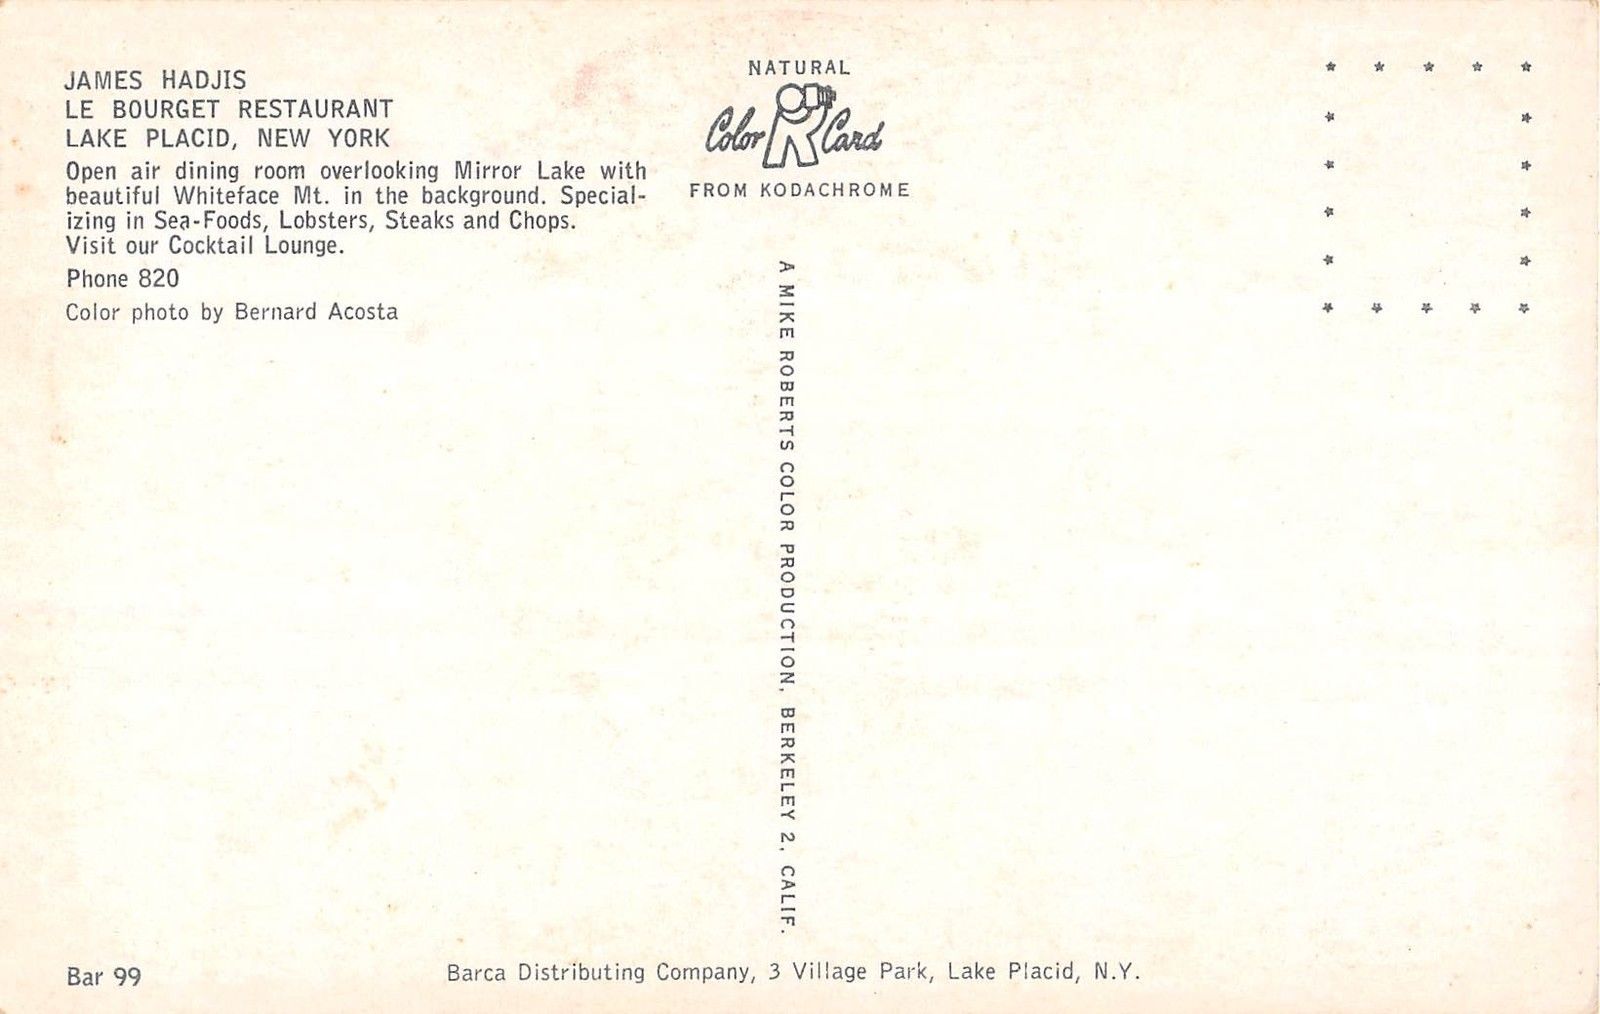 JAMES HADJIS
LE BOURGET RESTAURANT
LAKE PLACID, NEW YORK
Open air dining room overlooking Mirror Lake with
beautiful Whiteface Mt. in the background. Special-
izing in Sea-Foods, Lobsters, Steaks and Chops.
Visit our Cocktail Lounge.
Phone 820
Color photo by Bernard Acosta
NATURAL
Color Card
FROM KODACHROME
A MIKE ROBERTS COLOR PRODUCTION, BERKELEY 2, CALIF.
Bar 99
Barca Distributing Company, 3 Village Park, Lake Placid, N.Y.